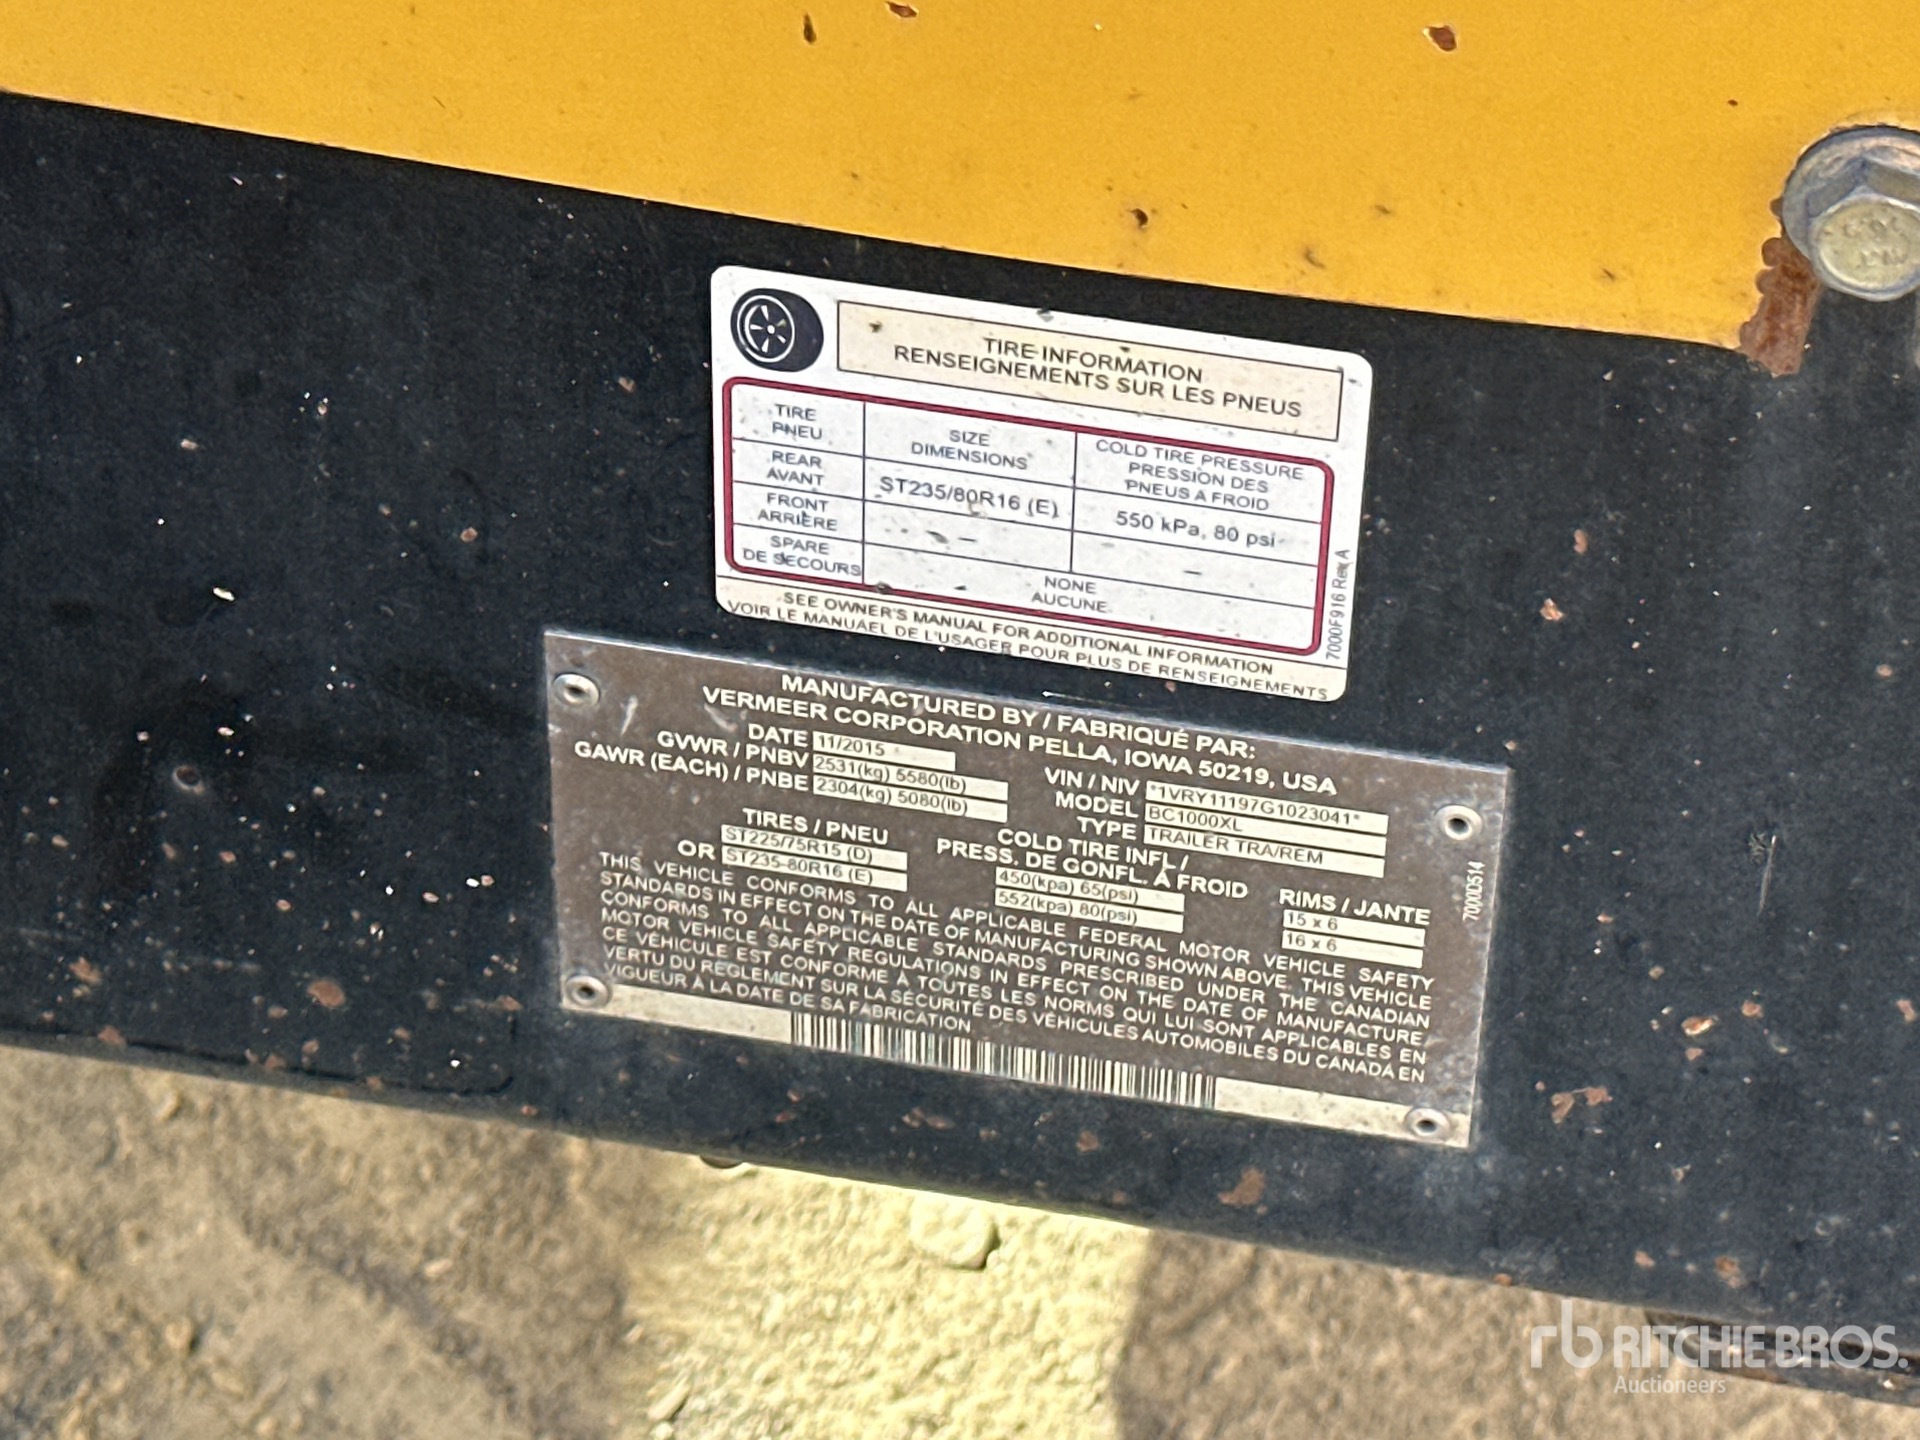 TIRE INFORMATION
RENSEIGNEMENTS SUR LES PNEUS
TIRE
PNEU
SIZE
DIMENSIONS
COLD TIRE PRESSURE
PRESSION DES
PNEUS A FROID
REAR
AVANT
ST235/80R16 (E)
550 kPa, 80 psi
FRONT
ARRIÈRE
–
–
SPARE
DE SECOURS
NONE
AUCUNE
SEE OWNER'S MANUAL FOR ADDITIONAL INFORMATION
VOIR LE MANUAEL DE L'USAGER POUR PLUS DE RENSEIGNEMENTS
7000F916 Rev A
MANUFACTURED BY / FABRIQUÉ PAR:
VERMEER CORPORATION PELLA, IOWA 50219, USA
DATE 11/2015
GVWR / PNBV 2531(kg) 5580(lb)
GAWR (EACH) / PNBE 2304(kg) 5080(lb)
VIN / NIV *1VRY11197G1023041*
MODEL BC1000XL
TYPE TRAILER TRA/REM
TIRES / PNEU
ST225/75R15 (D)
OR ST235-80R16 (E)
COLD TIRE INFL /
PRESS. DE GONFL. À FROID
450(kpa) 65(psi)
552(kpa) 80(psi)
RIMS / JANTE
15 x 6
16 x 6
THIS VEHICLE CONFORMS TO ALL APPLICABLE FEDERAL MOTOR VEHICLE SAFETY
STANDARDS IN EFFECT ON THE DATE OF MANUFACTURING SHOWN ABOVE. THIS VEHICLE
CONFORMS TO ALL APPLICABLE STANDARDS PRESCRIBED UNDER THE CANADIAN
MOTOR VEHICLE SAFETY REGULATIONS IN EFFECT ON THE DATE OF MANUFACTURE/
CE VÉHICULE EST CONFORME À TOUTES LES NORMS QUI LUI SONT APPLICABLES EN
VERTU DU RÈGLEMENT SUR LA SÉCURITÉ DES VÉHICULES AUTOMOBILES DU CANADA EN
VIGUEUR À LA DATE DE SA FABRICATION
7000D514
rb RITCHIE BROS.
Auctioneers